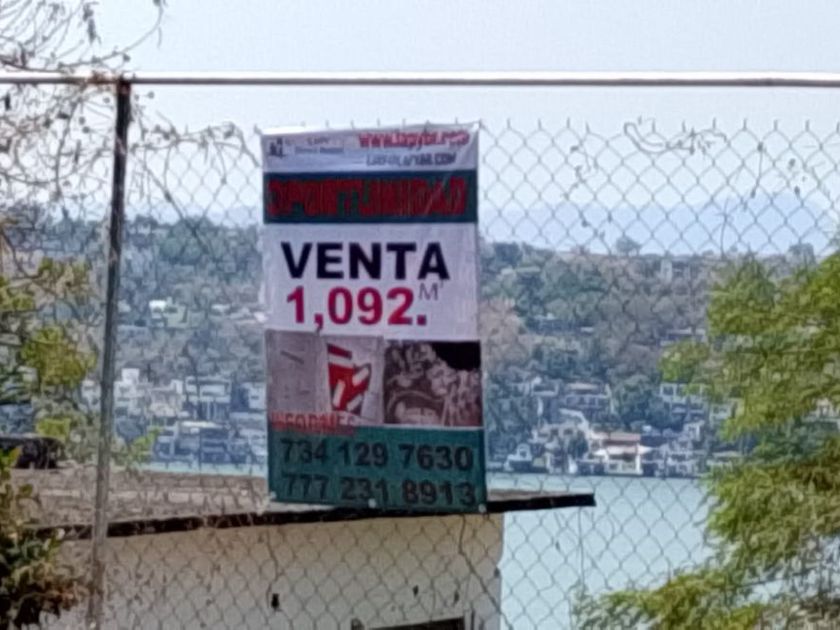 OPORTUNIDAD
VENTA
1,092. M
INFORMES
734 129 7630
777 231 8913